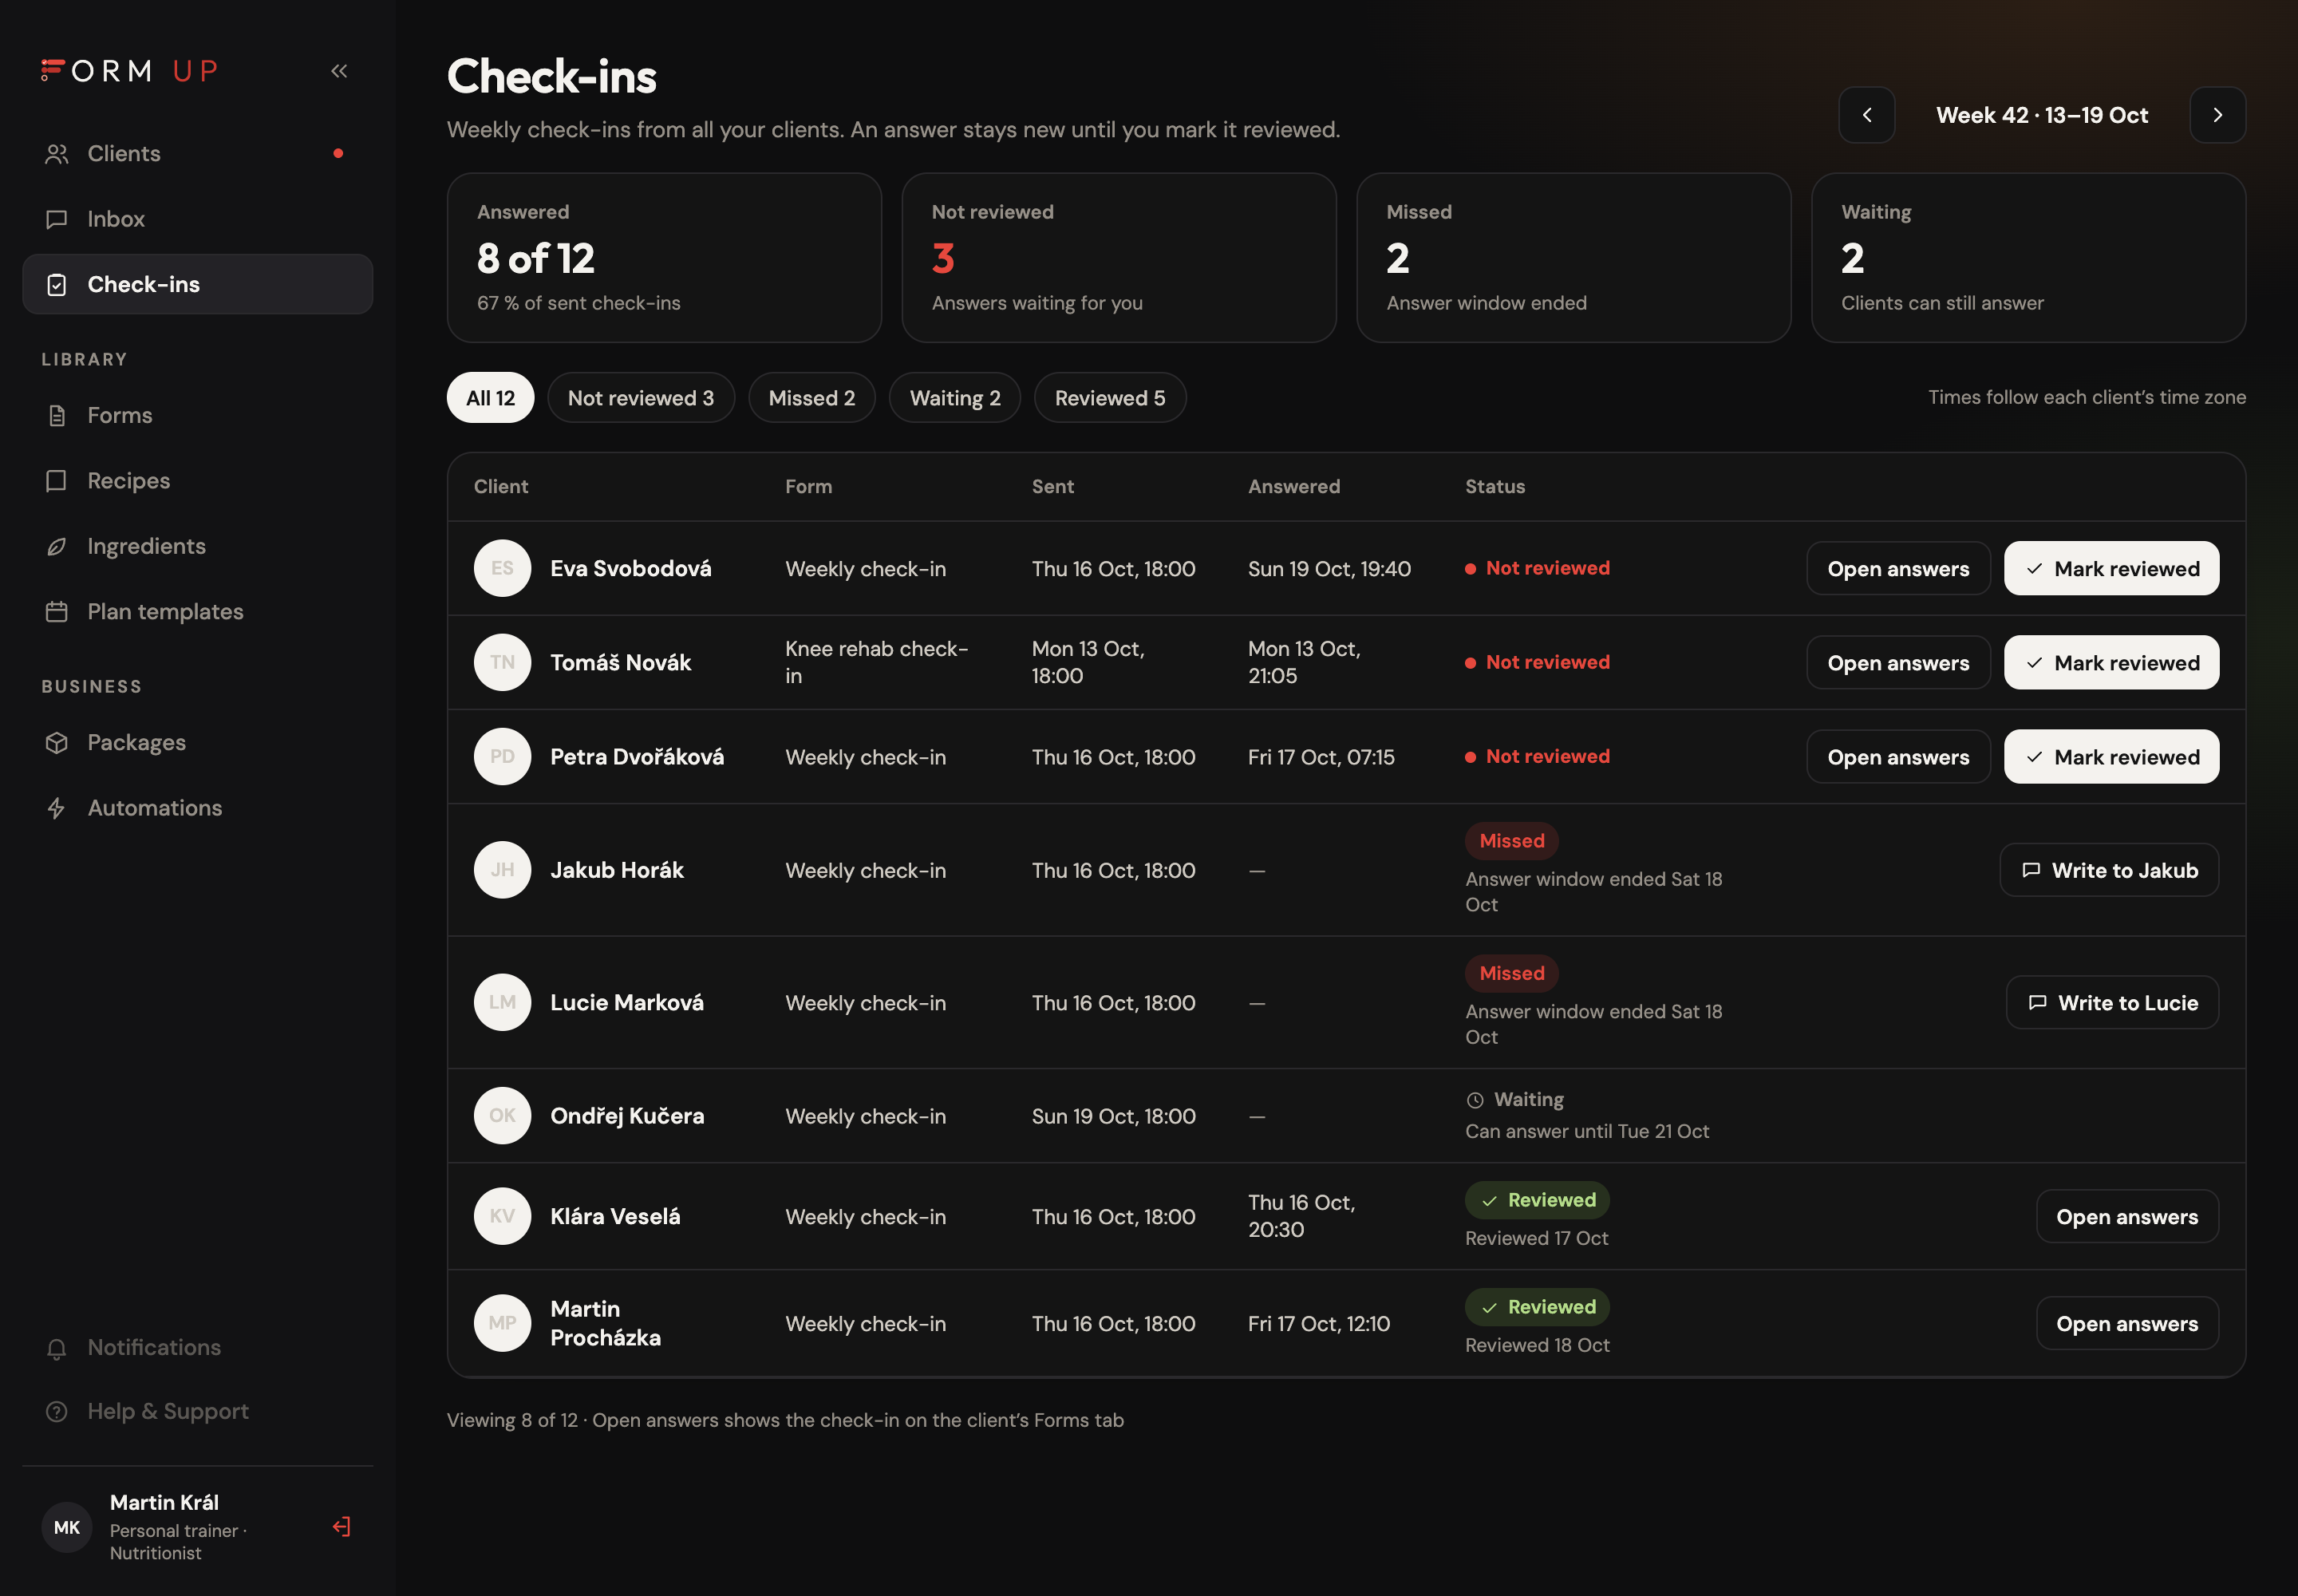 FORM UP
Clients
Inbox
Check-ins
LIBRARY
Forms
Recipes
Ingredients
Plan templates
BUSINESS
Packages
Automations
Notifications
Help & Support
MK
Martin Král
Personal trainer ·
Nutritionist
Check-ins
Weekly check-ins from all your clients. An answer stays new until you mark it reviewed.
Week 42 · 13–19 Oct
Answered
8 of 12
67 % of sent check-ins
Not reviewed
3
Answers waiting for you
Missed
2
Answer window ended
Waiting
2
Clients can still answer
All 12
Not reviewed 3
Missed 2
Waiting 2
Reviewed 5
Times follow each client’s time zone
Client Form Sent Answered Status
ES Eva Svobodová Weekly check-in Thu 16 Oct, 18:00 Sun 19 Oct, 19:40 Not reviewed Open answers Mark reviewed
TN Tomáš Novák
Knee rehab check-
in
Mon 13 Oct,
18:00
Mon 13 Oct,
21:05
Not reviewed Open answers Mark reviewed
PD Petra Dvořáková Weekly check-in Thu 16 Oct, 18:00 Fri 17 Oct, 07:15 Not reviewed Open answers Mark reviewed
JH Jakub Horák Weekly check-in Thu 16 Oct, 18:00 —
Missed
Answer window ended Sat 18
Oct
Write to Jakub
LM Lucie Marková Weekly check-in Thu 16 Oct, 18:00 —
Missed
Answer window ended Sat 18
Oct
Write to Lucie
OK Ondřej Kučera Weekly check-in Sun 19 Oct, 18:00 —
Waiting
Can answer until Tue 21 Oct
KV Klára Veselá Weekly check-in Thu 16 Oct, 18:00
Thu 16 Oct,
20:30
Reviewed
Reviewed 17 Oct
Open answers
MP
Martin
Procházka
Weekly check-in Thu 16 Oct, 18:00 Fri 17 Oct, 12:10
Reviewed
Reviewed 18 Oct
Open answers
Viewing 8 of 12 · Open answers shows the check-in on the client’s Forms tab